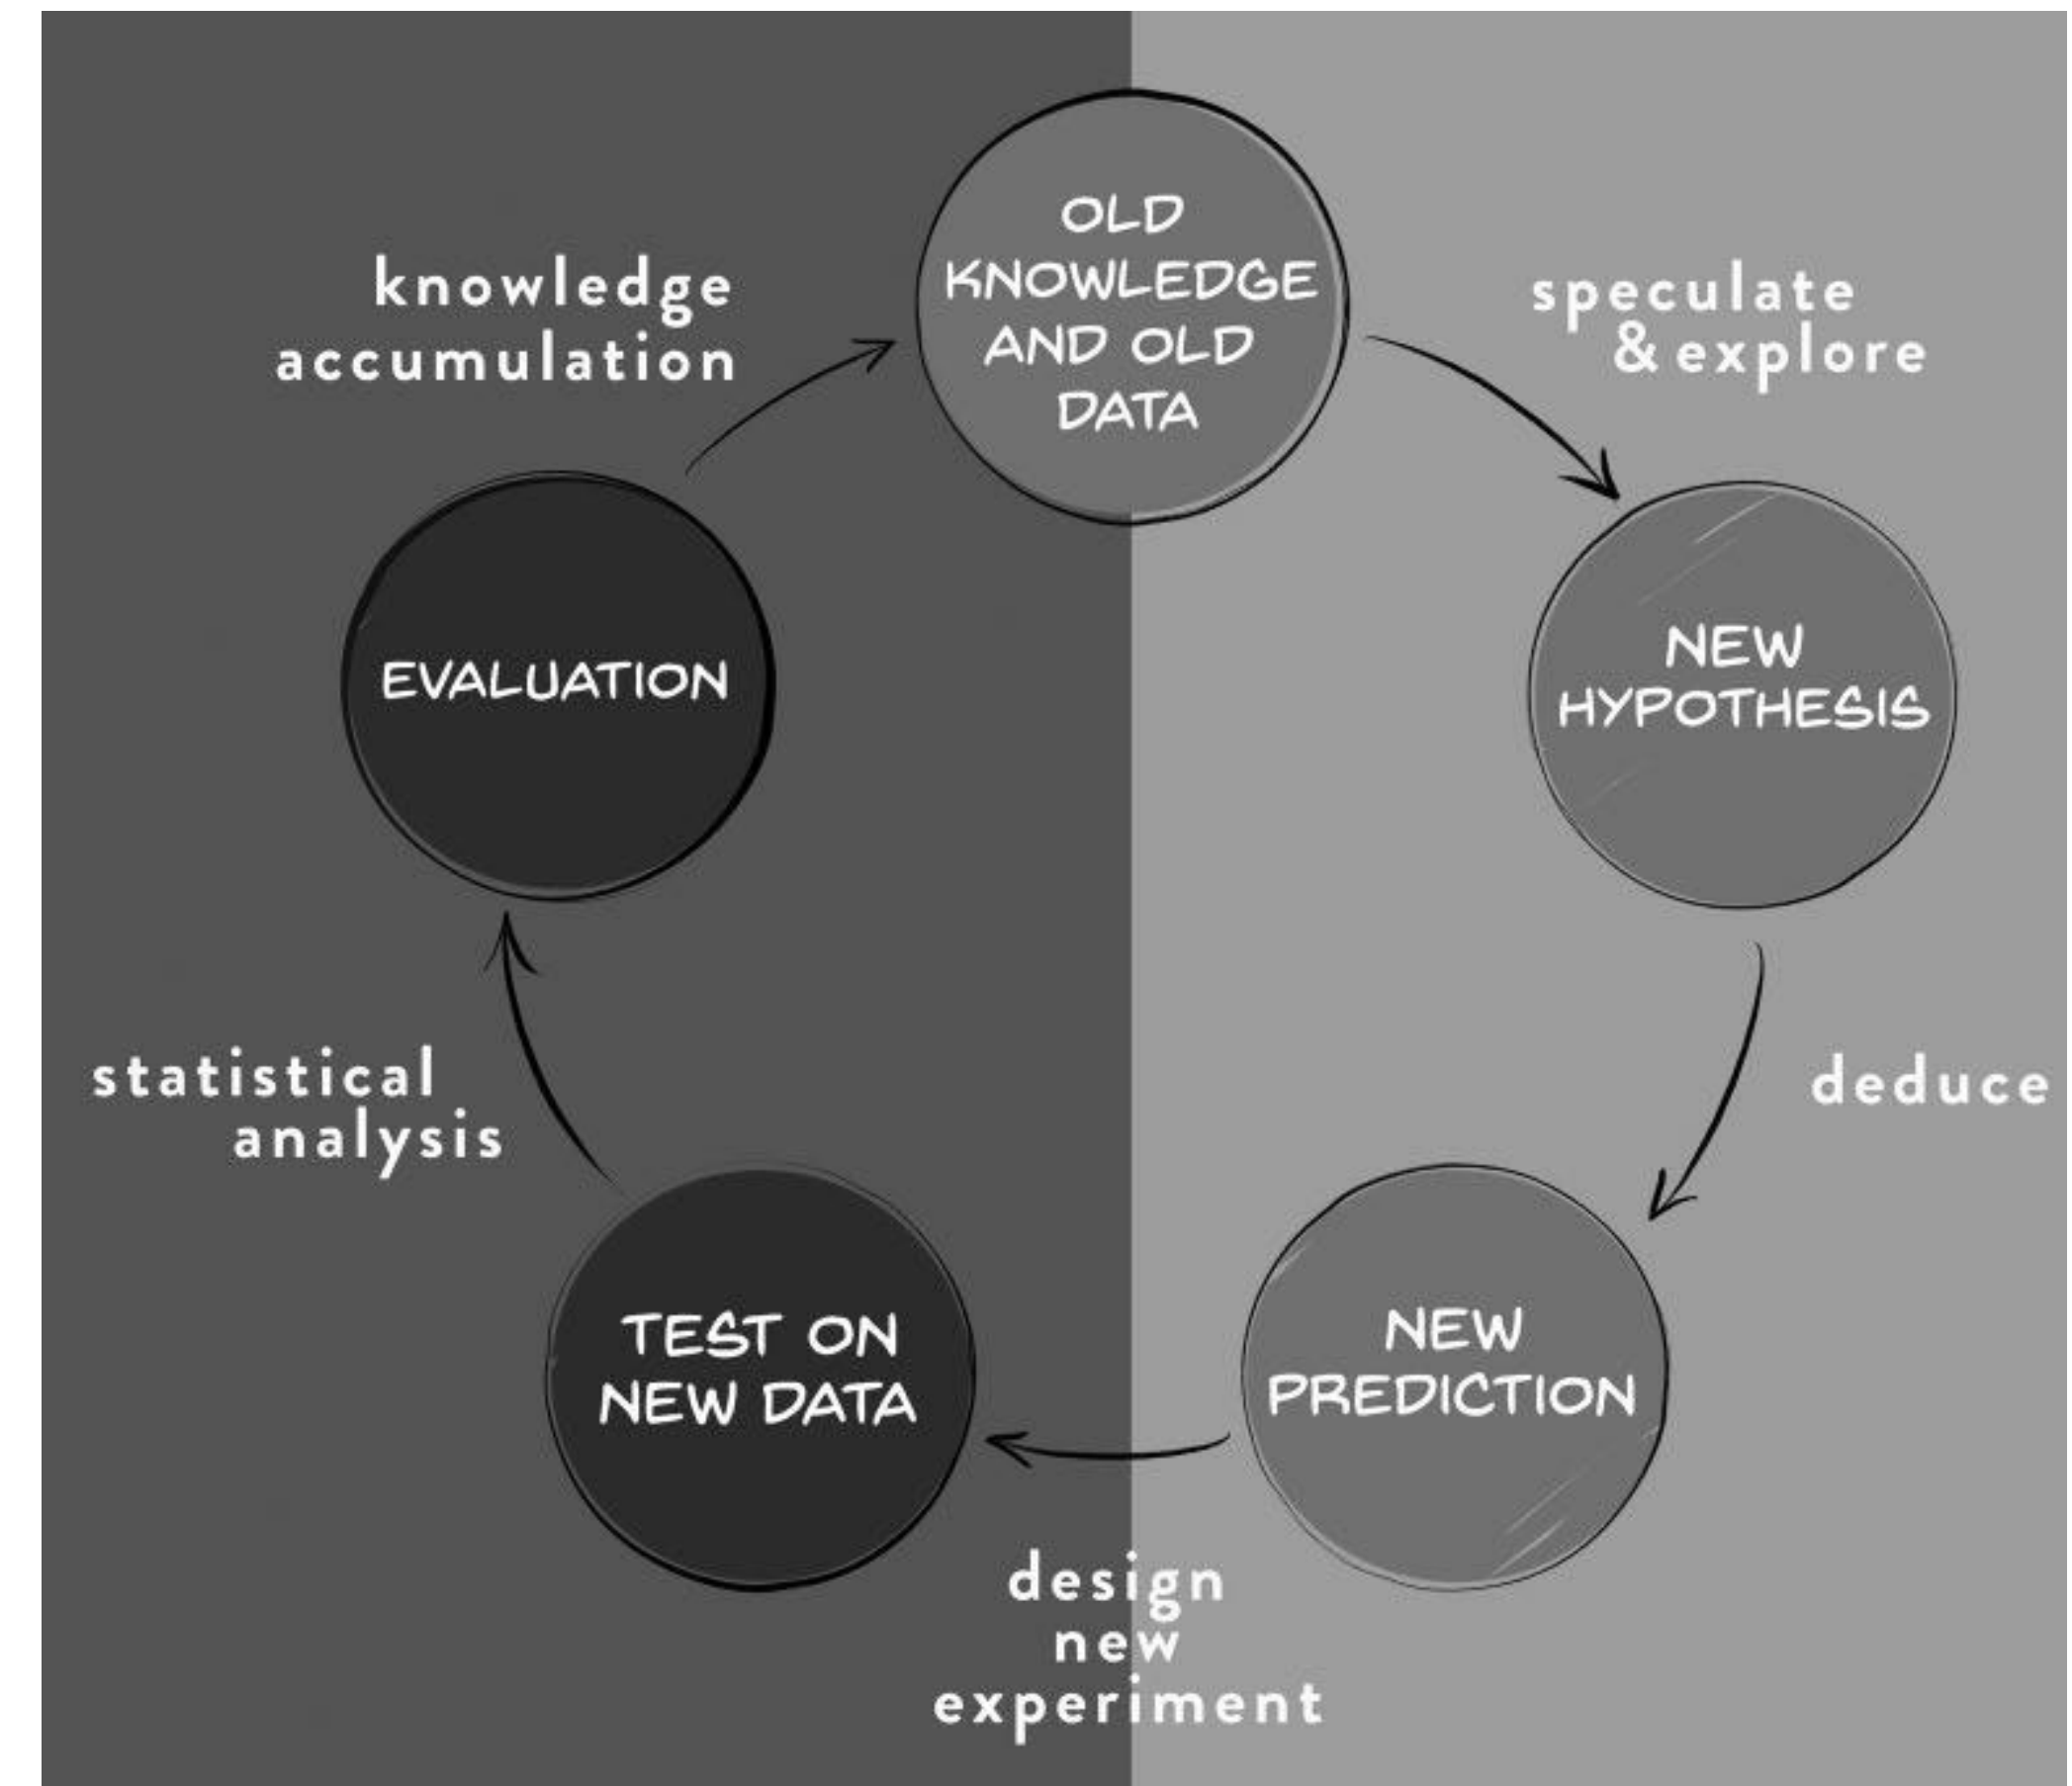 OLD
KNOWLEDGE
AND OLD
DATA
speculate
& explore
NEW
HYPOTHESIS
deduce
NEW
PREDICTION
design
new
experiment
TEST ON
NEW DATA
statistical
analysis
EVALUATION
knowledge
accumulation